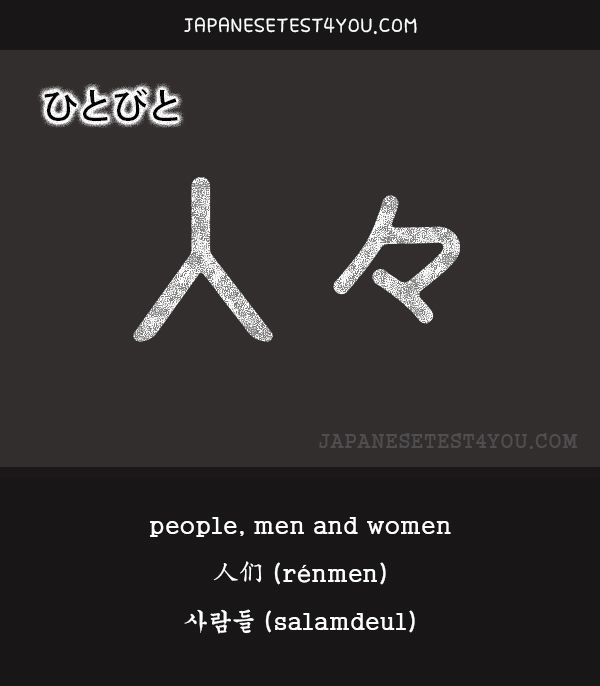 JAPANESETEST4YOU.COM
ひとびと
人々
JAPANESETEST4YOU.COM
people, men and women
人们 (rénmen)
사람들 (salamdeul)